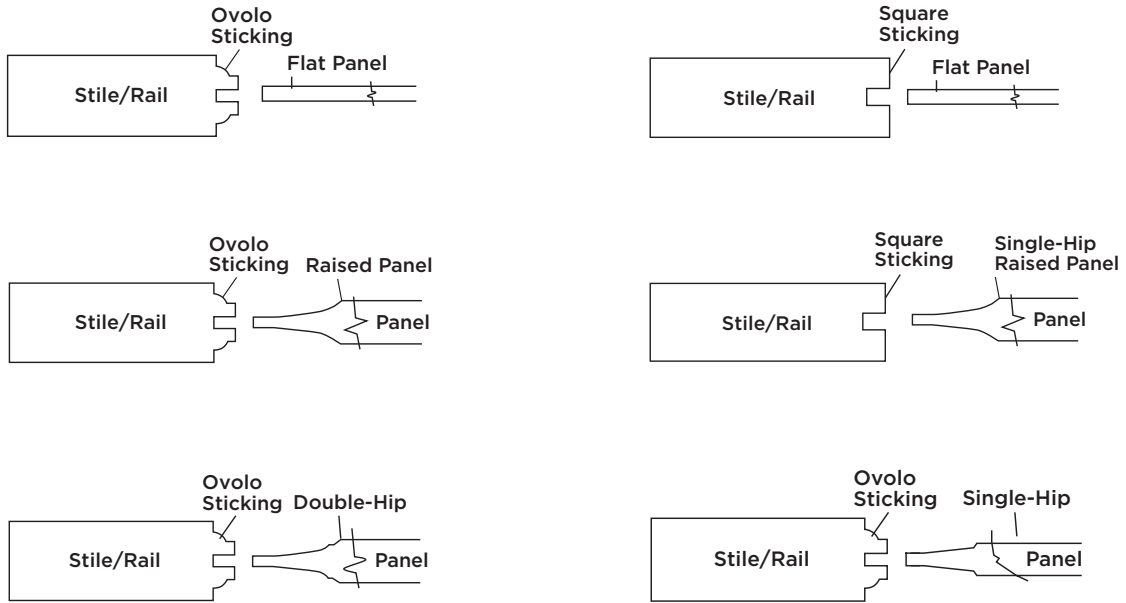 Ovolo
Sticking
Flat Panel
Stile/Rail
Square
Sticking
Flat Panel
Stile/Rail
Ovolo
Sticking
Raised Panel
Stile/Rail
Panel
Square
Sticking
Single-Hip
Raised Panel
Stile/Rail
Panel
Ovolo
Sticking
Double-Hip
Stile/Rail
Panel
Ovolo
Sticking
Single-Hip
Stile/Rail
Panel